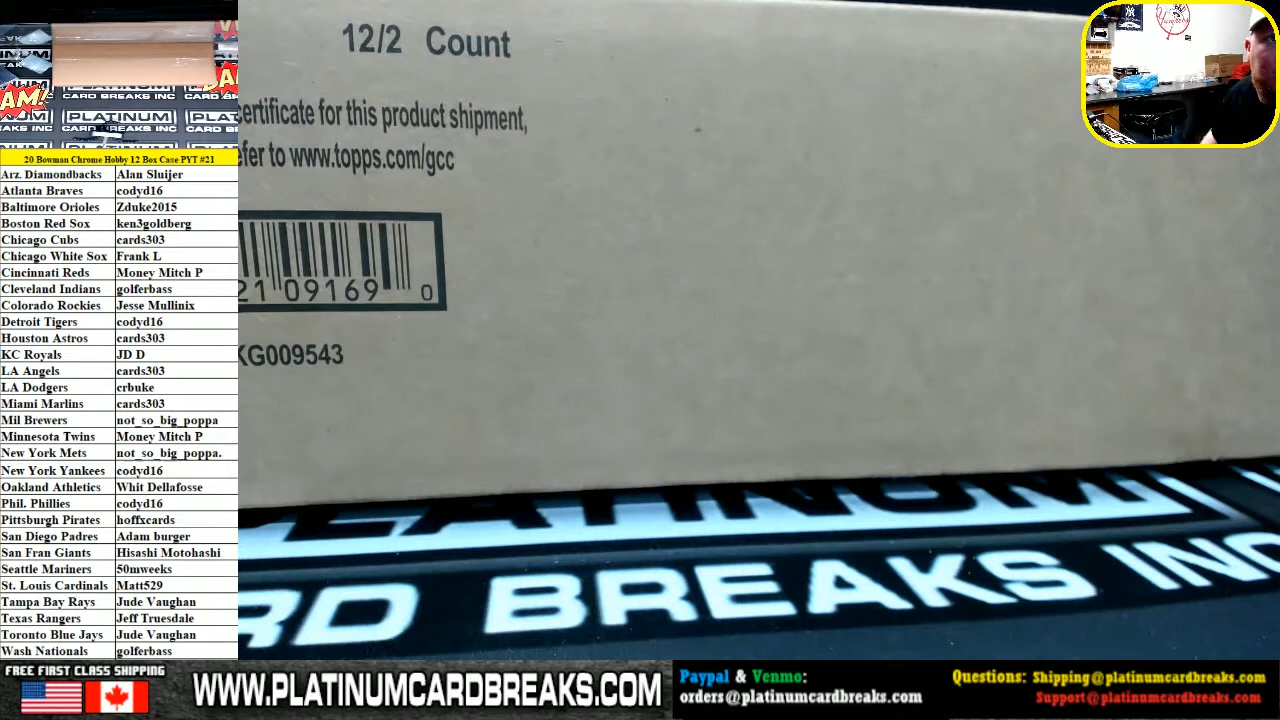 12/2 Count
certificate for this product shipment,
efer to www.topps.com/gcc
21 09169 0
KG009543
PLATINUM
CARD BREAKS INC
PLATINUM
20 Bowman Chrome Hobby 12 Box Case PYT #21
Arz. Diamondbacks Alan Sluijer
Atlanta Braves codyd16
Baltimore Orioles Zduke2015
Boston Red Sox ken3goldberg
Chicago Cubs cards303
Chicago White Sox Frank L
Cincinnati Reds Money Mitch P
Cleveland Indians golferbass
Colorado Rockies Jesse Mullinix
Detroit Tigers codyd16
Houston Astros cards303
KC Royals JD D
LA Angels cards303
LA Dodgers crbuke
Miami Marlins cards303
Mil Brewers not_so_big_poppa
Minnesota Twins Money Mitch P
New York Mets not_so_big_poppa.
New York Yankees codyd16
Oakland Athletics Whit Dellafosse
Phil. Phillies codyd16
Pittsburgh Pirates hoffxcards
San Diego Padres Adam burger
San Fran Giants Hisashi Motohashi
Seattle Mariners 50mweeks
St. Louis Cardinals Matt529
Tampa Bay Rays Jude Vaughan
Texas Rangers Jeff Truesdale
Toronto Blue Jays Jude Vaughan
Wash Nationals golferbass
PLATINUM
RD BREAKS INC
FREE FIRST CLASS SHIPPING
WWW.PLATINUMCARDBREAKS.COM
Paypal & Venmo:
orders@platinumcardbreaks.com
Questions: Shipping@platinumcardbreaks.com
Support@platinumcardbreaks.com